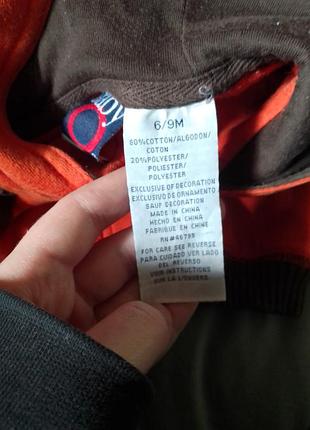 6/9M
80%COTTON/ALGODON/
COTON
20%POLYESTER/
POLIESTER/
POLYESTER
EXCLUSIVE OF DECORATION
EXCLUSIVO DE ORNAMENTO
SAUF DECORATION
MADE IN CHINA
HECHO EN CHINA
FABRIQUE EN CHINE
FOR CARE SEE REVERSE
PARA CUIDADO VER LADO
DEL REVERSO
VOIR INSTRUCTIONS
SUR LA L'ENVERS